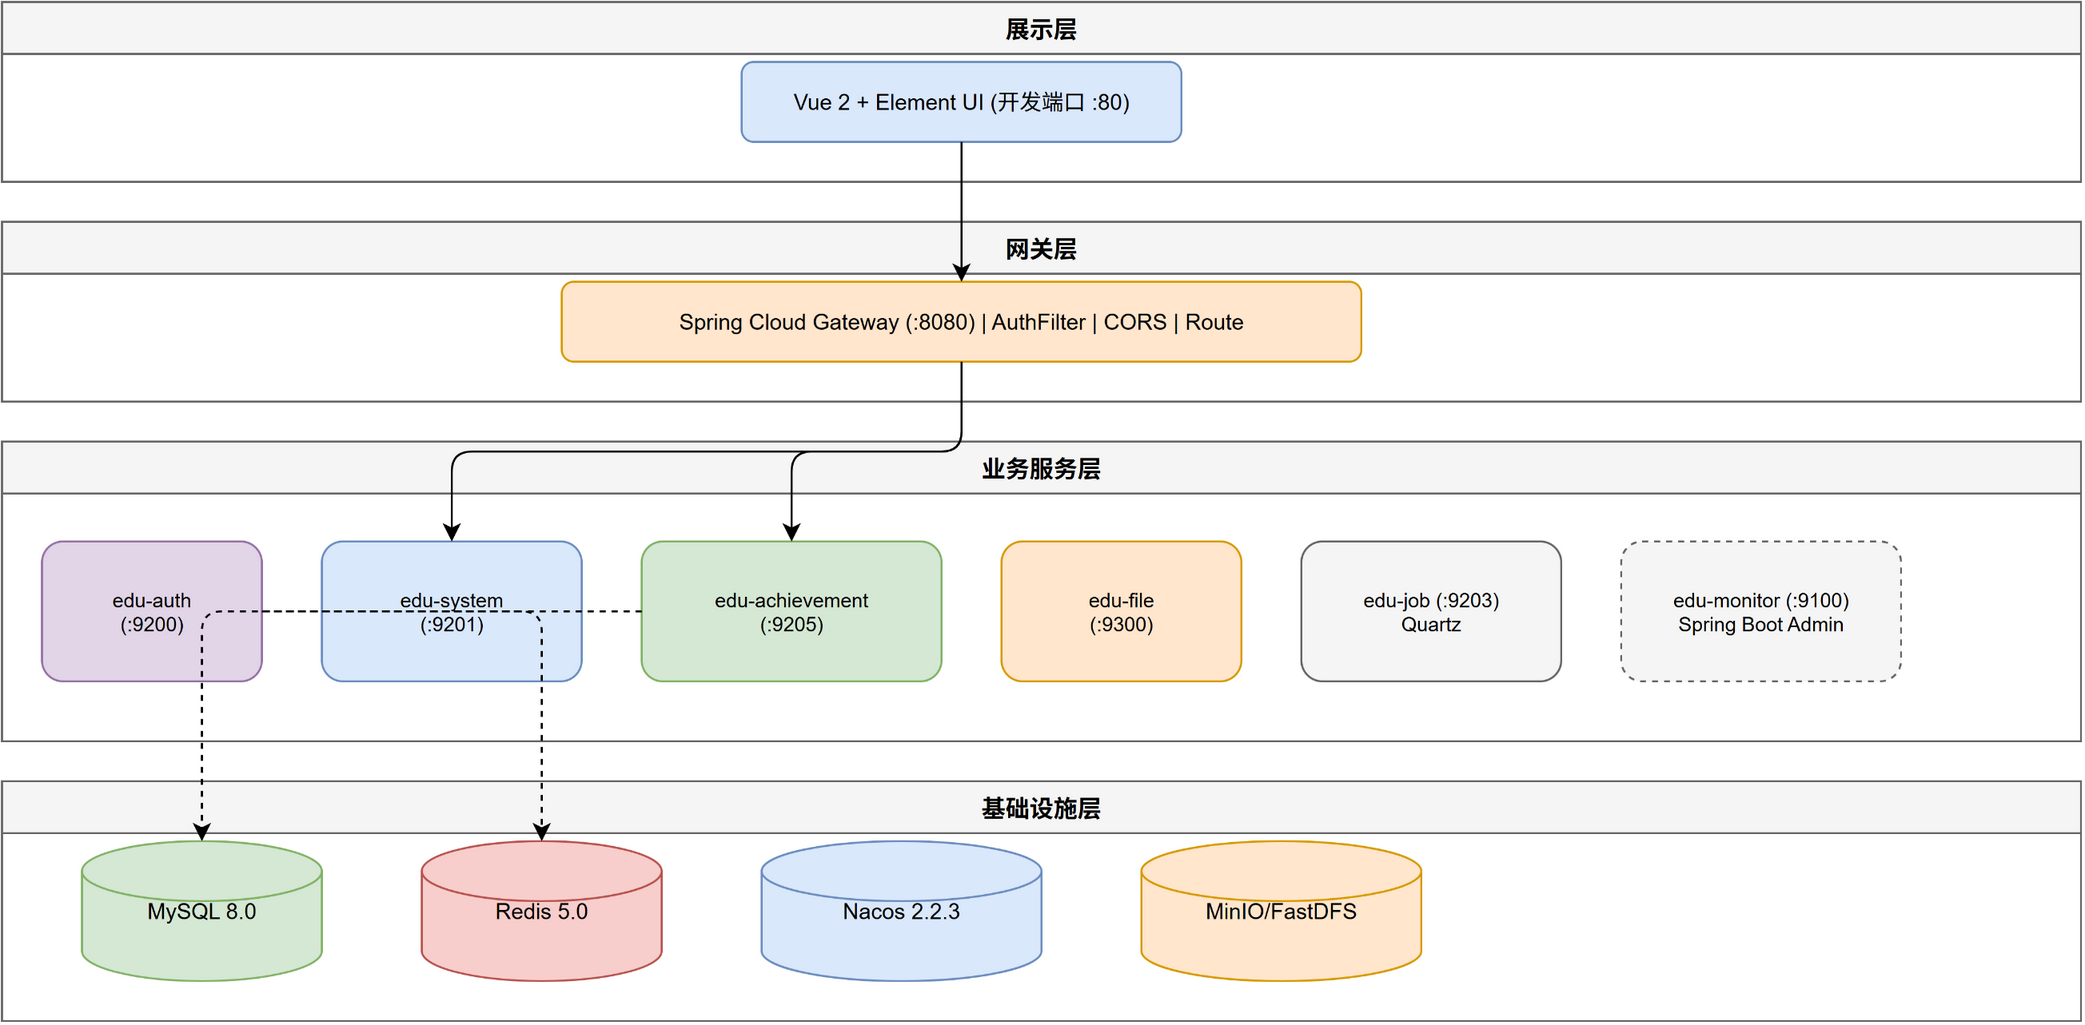 展示层
Vue 2 + Element UI (开发端口 :80)
网关层
Spring Cloud Gateway (:8080) | AuthFilter | CORS | Route
业务服务层
edu-auth
(:9200)
edu-system
(:9201)
edu-achievement
(:9205)
edu-file
(:9300)
edu-job (:9203)
Quartz
edu-monitor (:9100)
Spring Boot Admin
基础设施层
MySQL 8.0
Redis 5.0
Nacos 2.2.3
MinIO/FastDFS